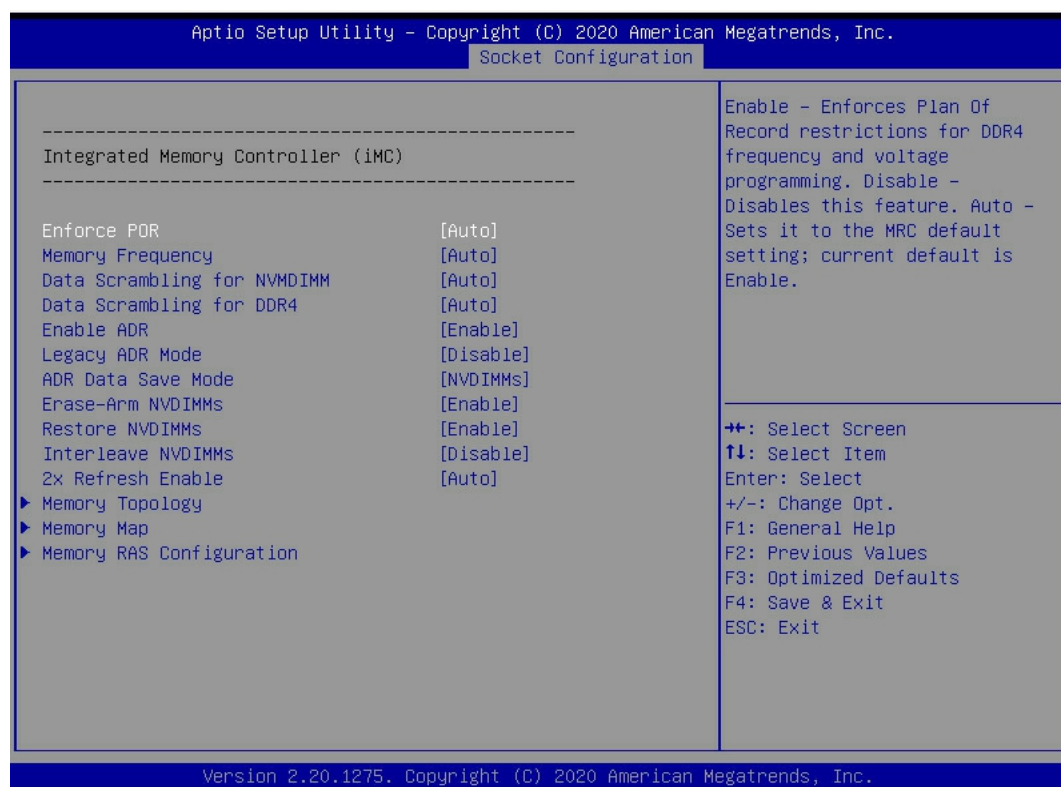 Aptio Setup Utility – Copyright (C) 2020 American Megatrends, Inc.
Socket Configuration
--------------------------------------------------
Integrated Memory Controller (iMC)
--------------------------------------------------
Enforce POR [Auto]
Memory Frequency [Auto]
Data Scrambling for NVMDIMM [Auto]
Data Scrambling for DDR4 [Auto]
Enable ADR [Enable]
Legacy ADR Mode [Disable]
ADR Data Save Mode [NVDIMMs]
Erase-Arm NVDIMMs [Enable]
Restore NVDIMMs [Enable]
Interleave NVDIMMs [Disable]
2x Refresh Enable [Auto]
Memory Topology
Memory Map
Memory RAS Configuration
Enable – Enforces Plan Of
Record restrictions for DDR4
frequency and voltage
programming. Disable –
Disables this feature. Auto –
Sets it to the MRC default
setting; current default is
Enable.
→←: Select Screen
↑↓: Select Item
Enter: Select
+/-: Change Opt.
F1: General Help
F2: Previous Values
F3: Optimized Defaults
F4: Save & Exit
ESC: Exit
Version 2.20.1275. Copyright (C) 2020 American Megatrends, Inc.